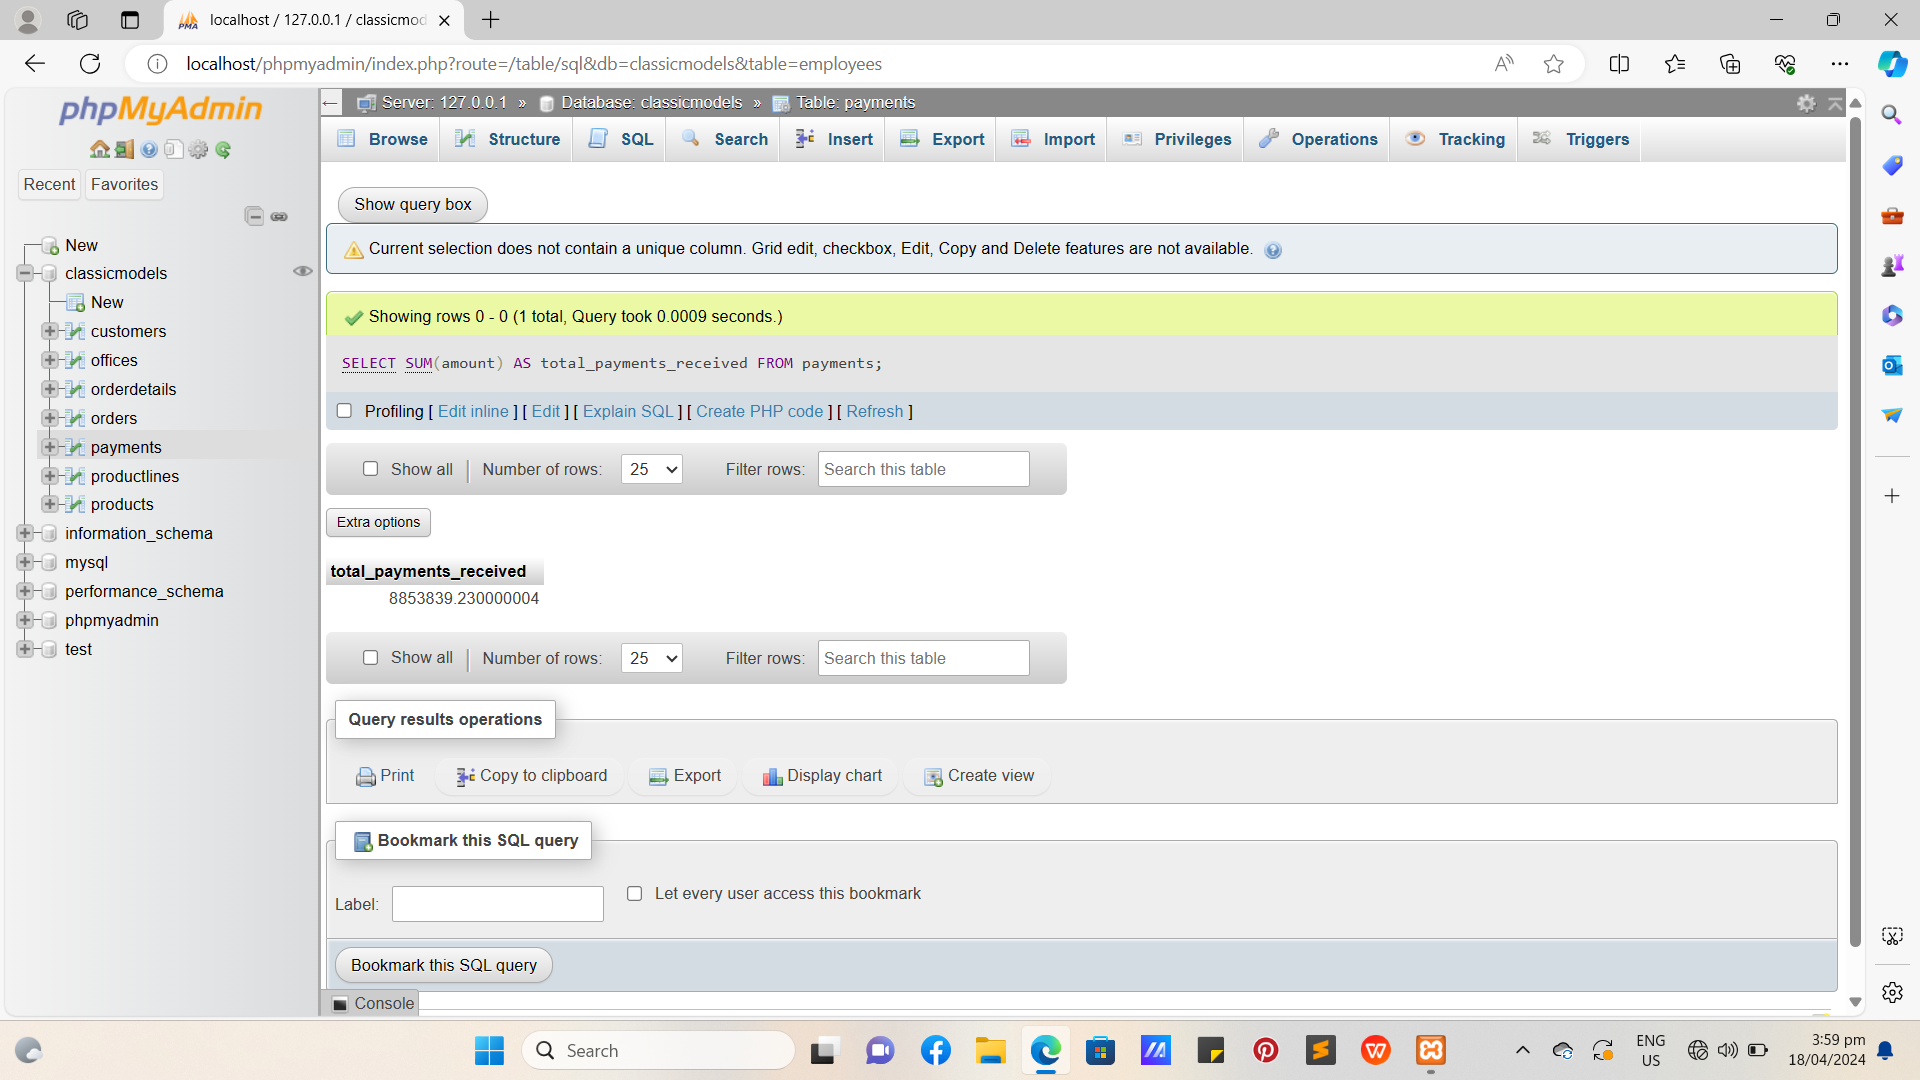 localhost / 127.0.0.1 / classicmod
localhost/phpmyadmin/index.php?route=/table/sql&db=classicmodels&table=employees
phpMyAdmin
Recent
Favorites
New
classicmodels
New
customers
offices
orderdetails
orders
payments
productlines
products
information_schema
mysql
performance_schema
phpmyadmin
test
Server: 127.0.0.1 » Database: classicmodels » Table: payments
Browse Structure SQL Search Insert Export Import Privileges Operations Tracking Triggers
Show query box
Current selection does not contain a unique column. Grid edit, checkbox, Edit, Copy and Delete features are not available.
Showing rows 0 - 0 (1 total, Query took 0.0009 seconds.)
SELECT SUM(amount) AS total_payments_received FROM payments;
Profiling [ Edit inline ] [ Edit ] [ Explain SQL ] [ Create PHP code ] [ Refresh ]
Show all Number of rows: 25 Filter rows: Search this table
Extra options
total_payments_received
8853839.230000004
Show all Number of rows: 25 Filter rows: Search this table
Query results operations
Print Copy to clipboard Export Display chart Create view
Bookmark this SQL query
Label: Let every user access this bookmark
Bookmark this SQL query
Console
Search
ENG
US
3:59 pm
18/04/2024